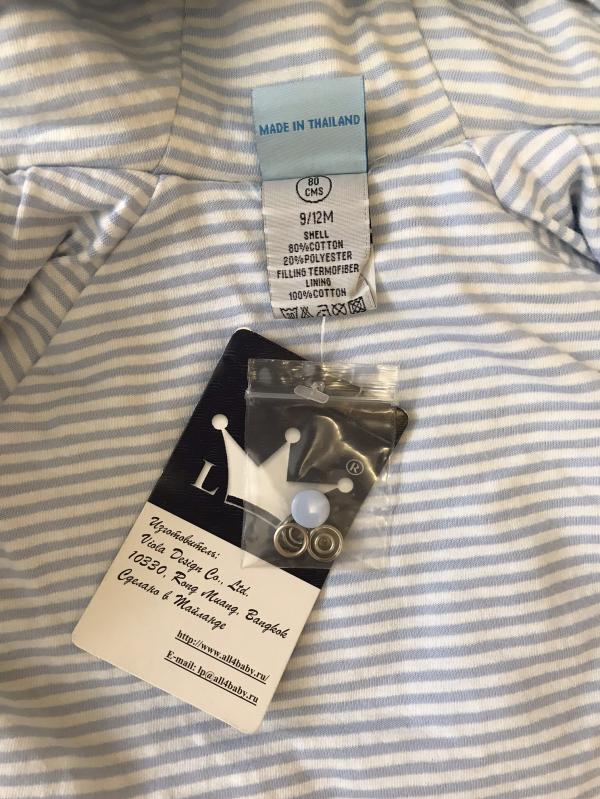 MADE IN THAILAND
80
CMS
9/12M
SHELL
80%COTTON
20%POLYESTER
FILLING TERMOFIBER
LINING
100%COTTON
L
®
Изготовитель:
Viola Design Co., Ltd.
10330, Rong Muang, Bangkok
Сделано в Тайланде
http://www.all4baby.ru/
E-mail: lp@all4baby.ru